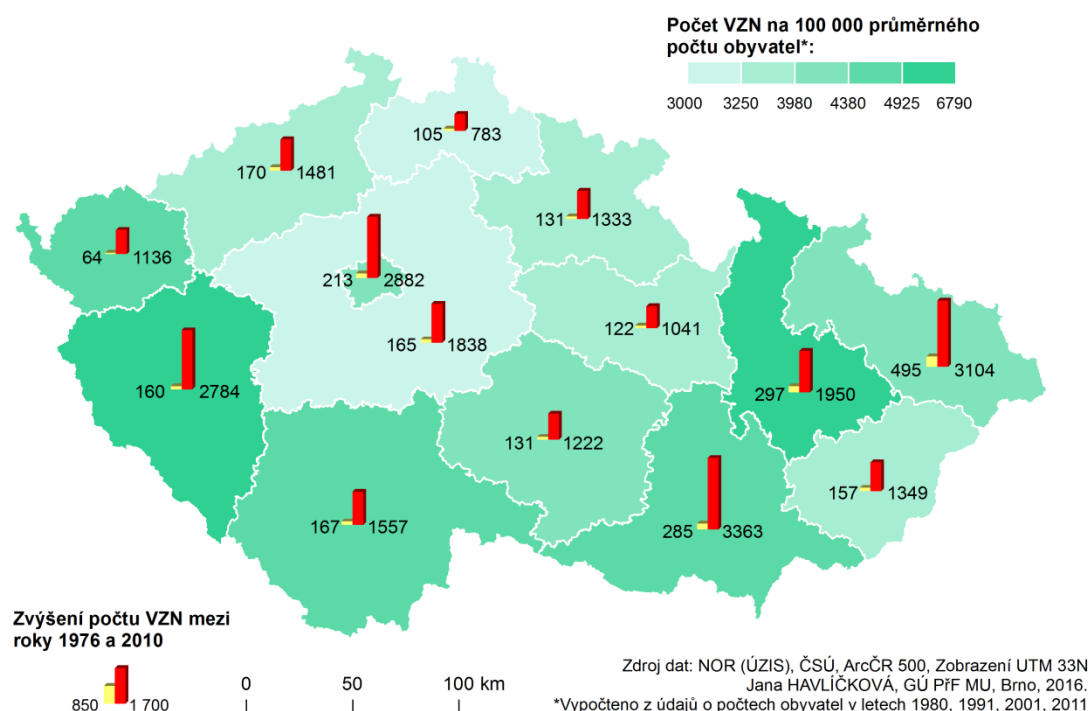 Počet VZN na 100 000 průměrného
počtu obyvatel*:
3000 3250 3980 4380 4925 6790
105 783
170 1481
131 1333
64 1136
213 2882
165 1838
122 1041
495 3104
160 2784
297 1950
131 1222
157 1349
167 1557
285 3363
Zvýšení počtu VZN mezi
roky 1976 a 2010
850 1 700
0 50 100 km
Zdroj dat: NOR (ÚZIS), ČSÚ, ArcČR 500, Zobrazení UTM 33N
Jana HAVLÍČKOVÁ, GÚ PřF MU, Brno, 2016.
*Vypočteno z údajů o počtech obyvatel v letech 1980, 1991, 2001, 2011